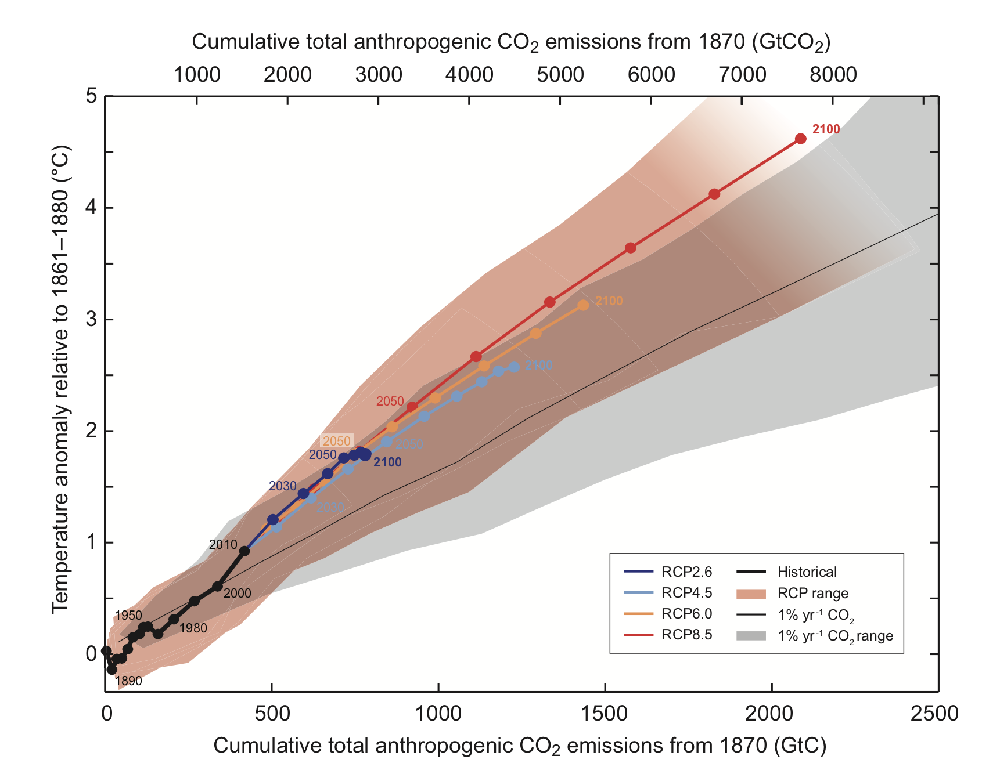 Cumulative total anthropogenic CO₂ emissions from 1870 (GtCO₂)
1000 2000 3000 4000 5000 6000 7000 8000
Temperature anomaly relative to 1861–1880 (°C)
5
4
3
2
1
0
2100
2100
2100
2050
2050
2050
2050
2100
2030
2030
2010
2000
1950
1980
1890
RCP2.6
RCP4.5
RCP6.0
RCP8.5
Historical
RCP range
1% yr⁻¹ CO₂
1% yr⁻¹ CO₂ range
0 500 1000 1500 2000 2500
Cumulative total anthropogenic CO₂ emissions from 1870 (GtC)